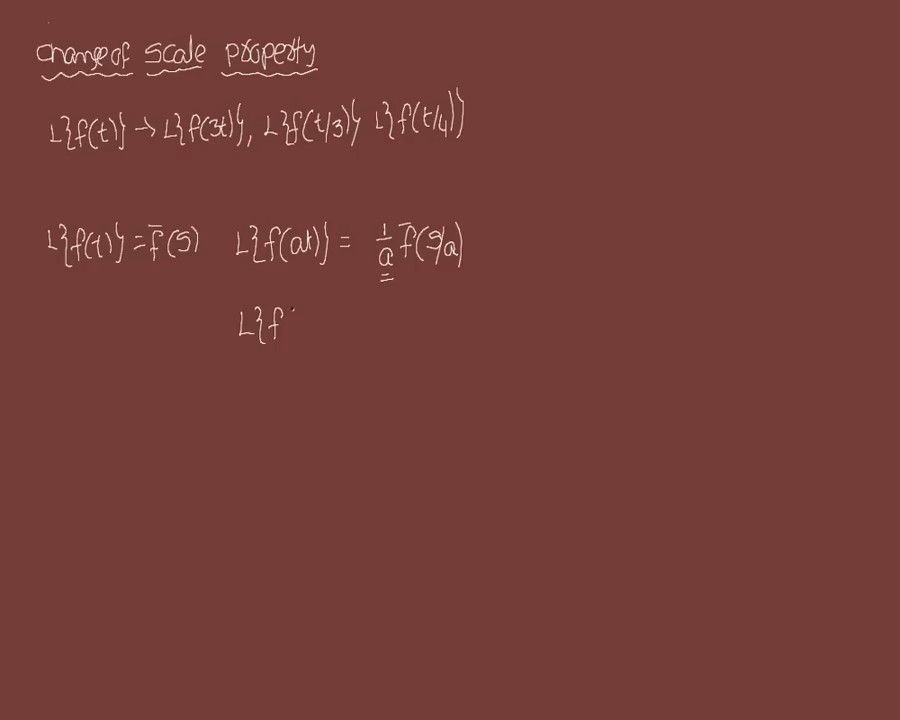 Change of scale property
L{f(t)} → L{f(3t)}, L{f(t/3)} L{f(t/4)}
L{f(t)} = f̄(s) L{f(at)} = 1/a f̄(s/a)
L{f